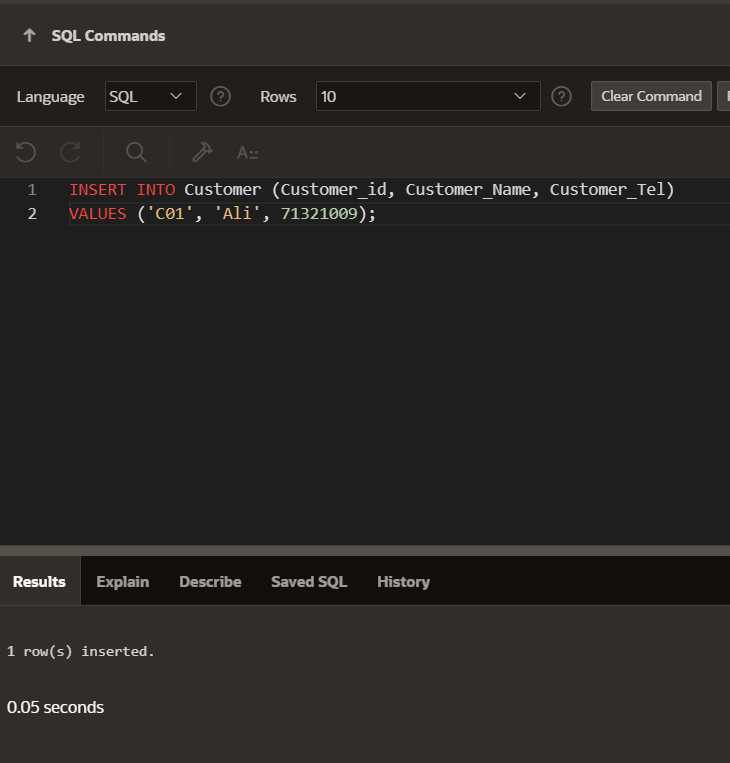 SQL Commands
Language SQL Rows 10 Clear Command
A
1 INSERT INTO Customer (Customer_id, Customer_Name, Customer_Tel)
2 VALUES ('C01', 'Ali', 71321009);
Results Explain Describe Saved SQL History
1 row(s) inserted.
0.05 seconds